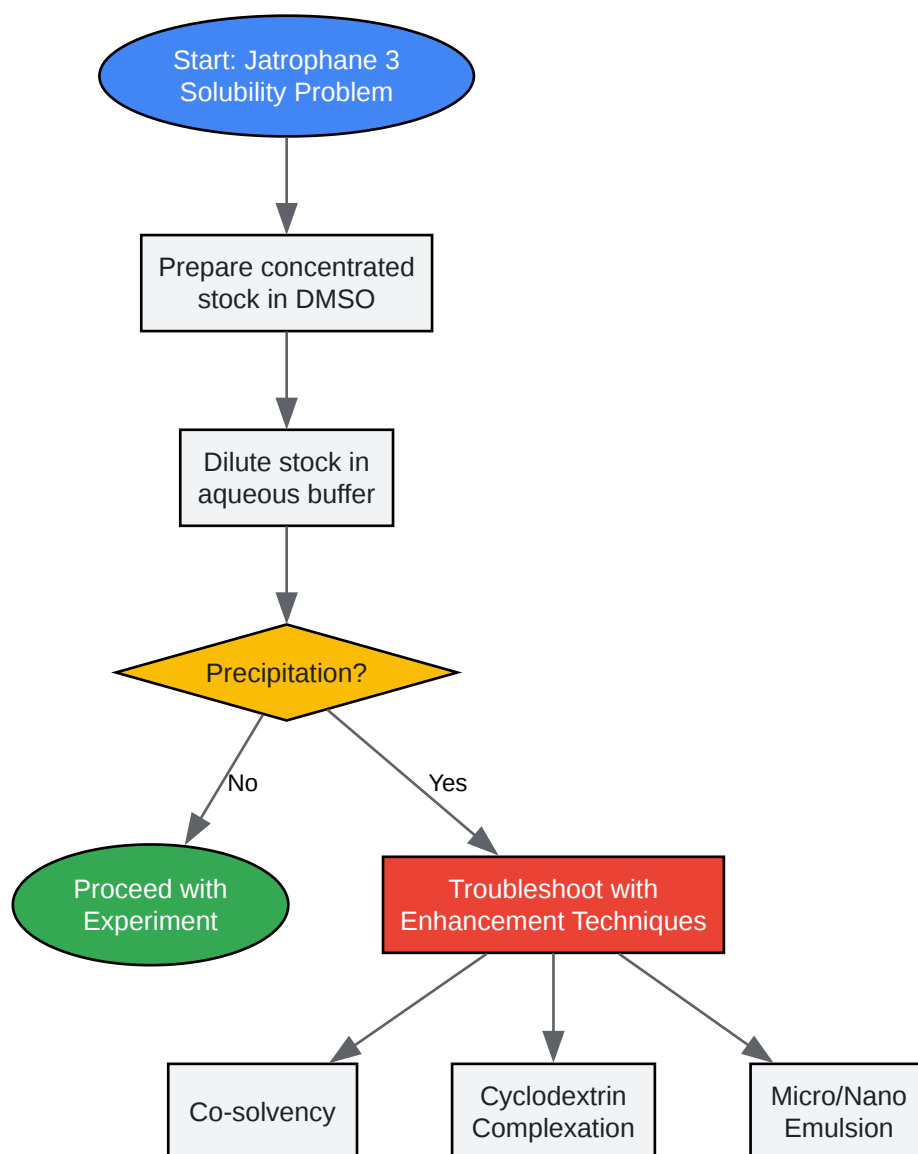 Start: Jatrophane 3
Solubility Problem
Prepare concentrated
stock in DMSO
Dilute stock in
aqueous buffer
Precipitation?
No
Yes
Proceed with
Experiment
Troubleshoot with
Enhancement Techniques
Co-solvency
Cyclodextrin
Complexation
Micro/Nano
Emulsion